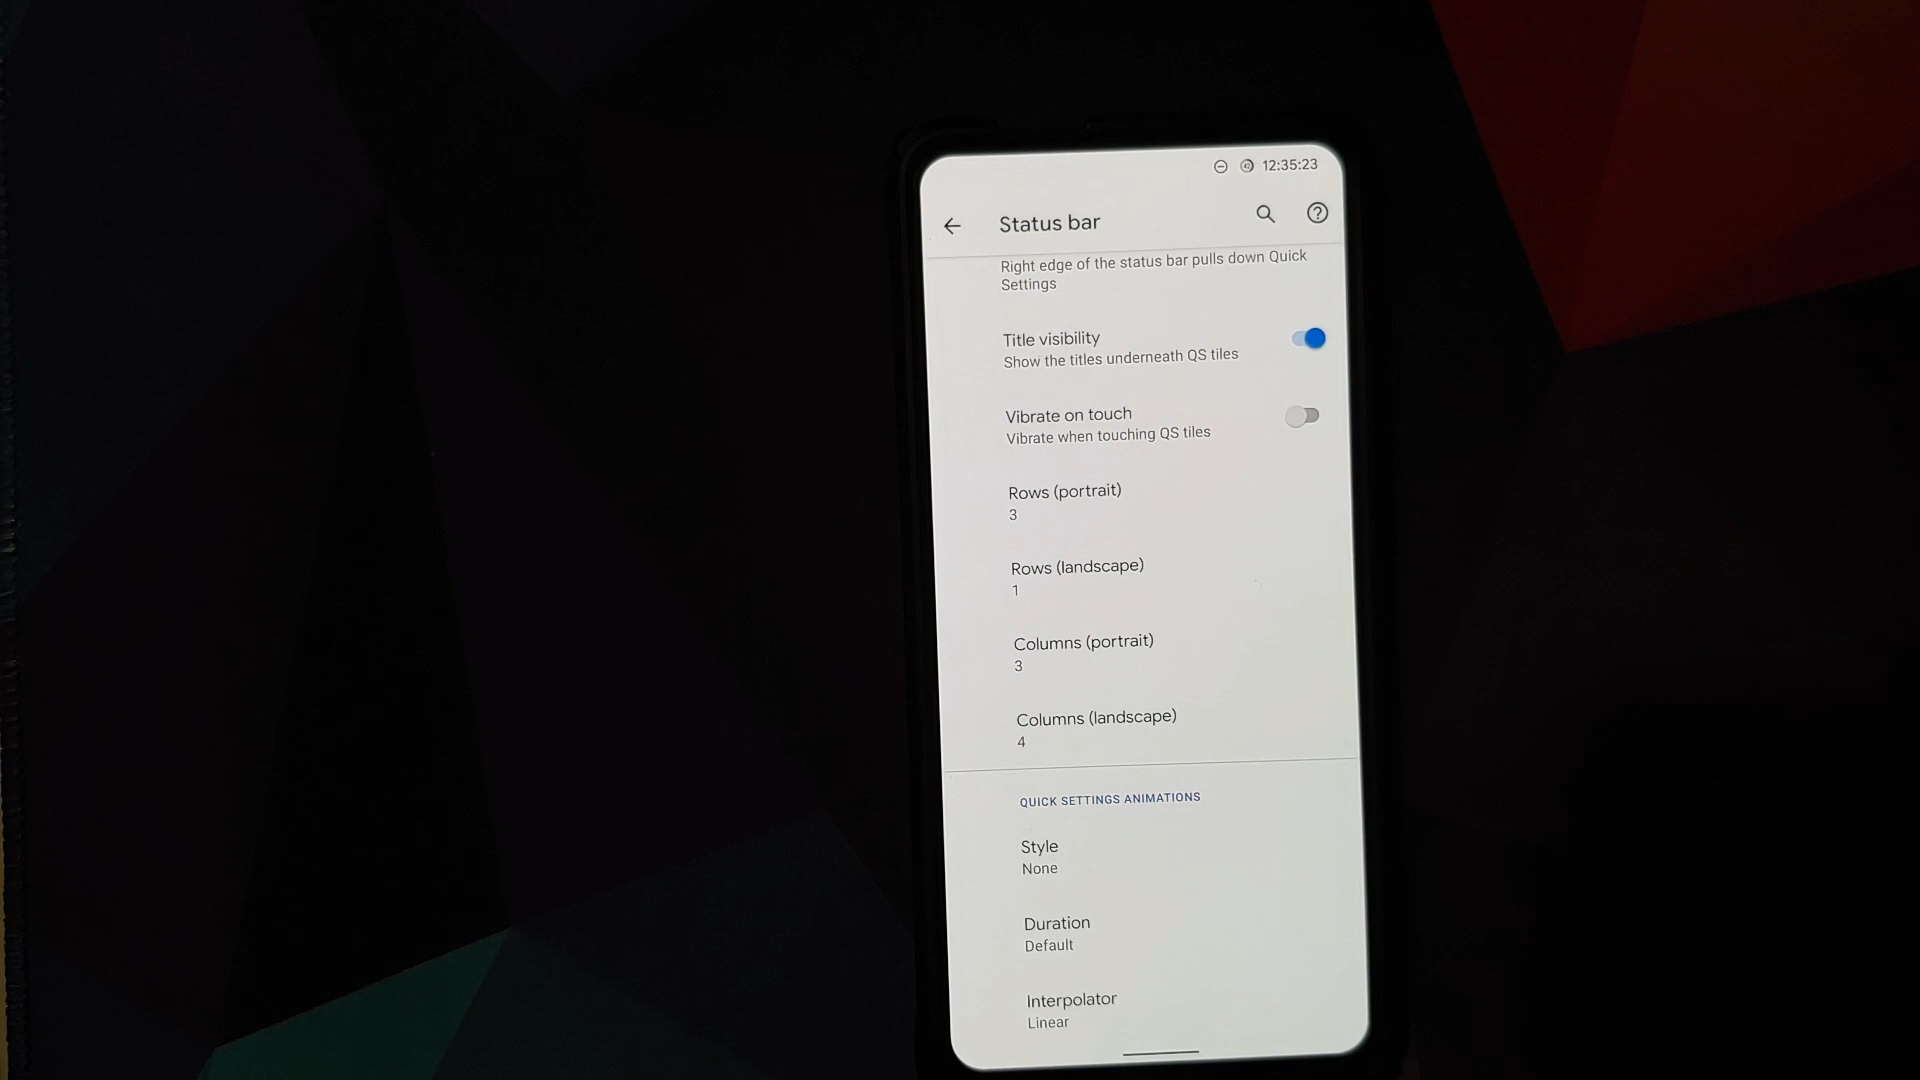 12:35:23
Status bar
Right edge of the status bar pulls down Quick
Settings
Title visibility
Show the titles underneath QS tiles
Vibrate on touch
Vibrate when touching QS tiles
Rows (portrait)
3
Rows (landscape)
1
Columns (portrait)
3
Columns (landscape)
4
QUICK SETTINGS ANIMATIONS
Style
None
Duration
Default
Interpolator
Linear